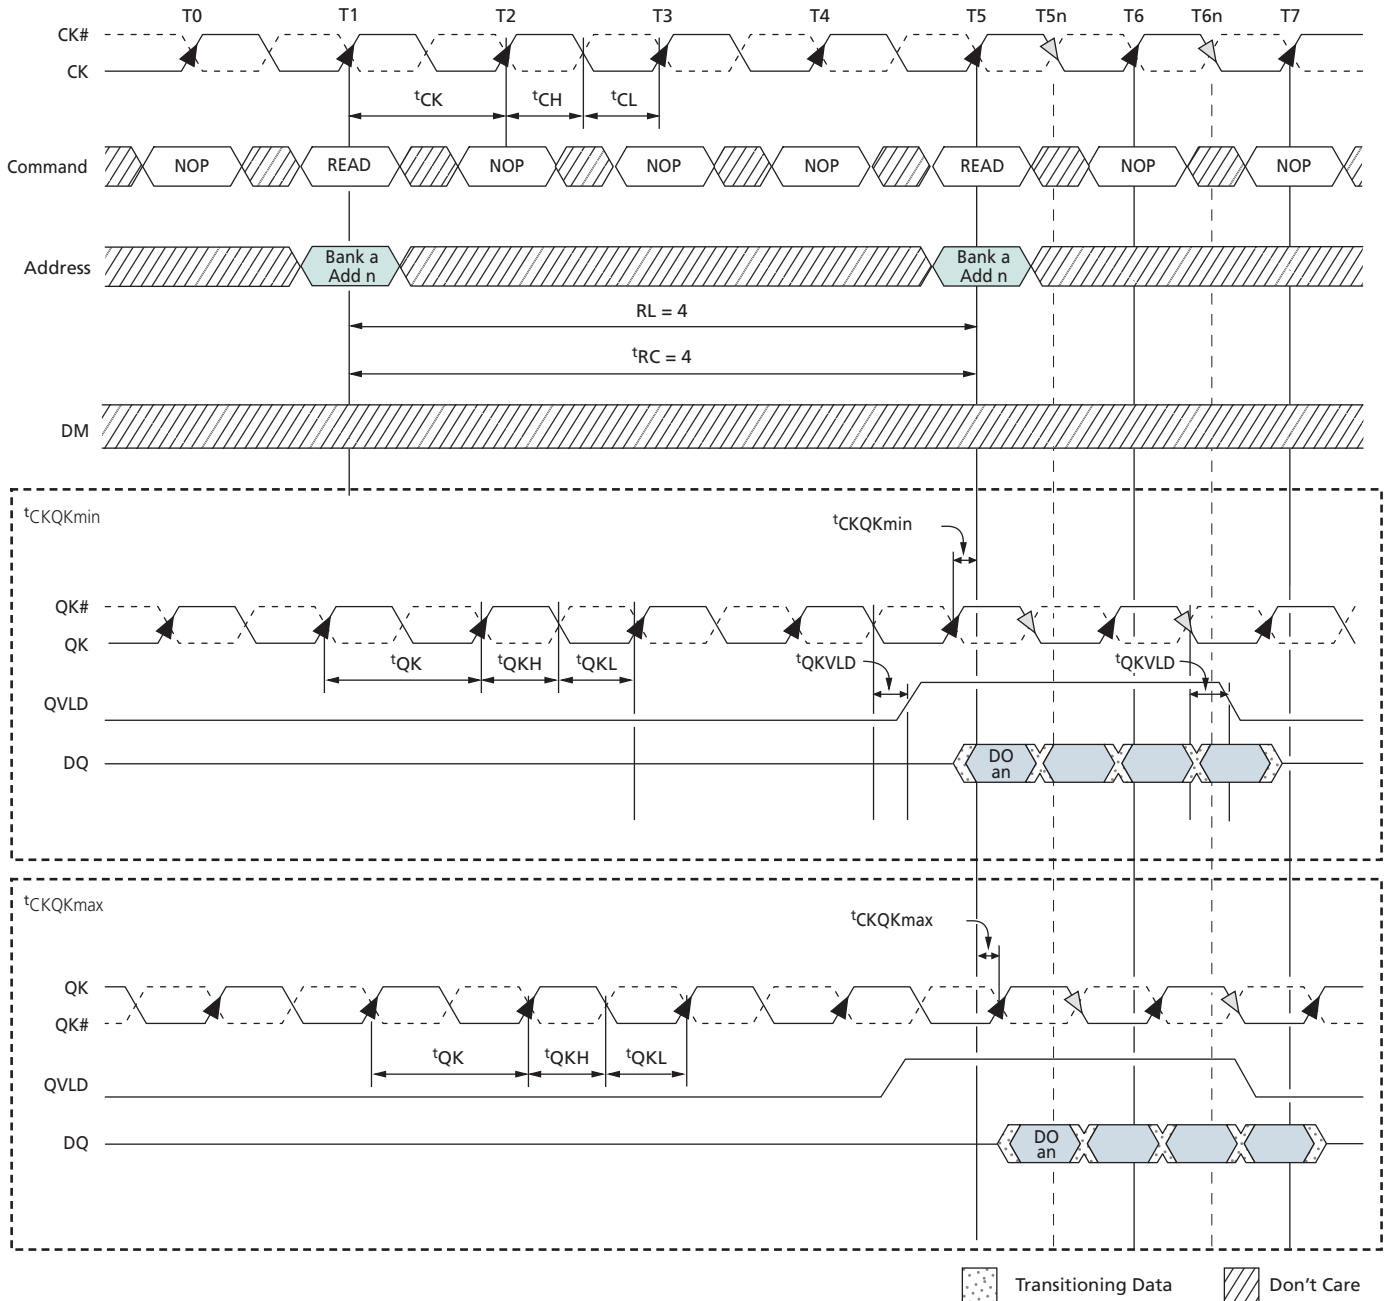 T0 T1 T2 T3 T4 T5 T5n T6 T6n T7
CK#
CK
tCK tCH tCL
Command NOP READ NOP NOP NOP READ NOP NOP
Address Bank a Bank a
Add n Add n
RL = 4
tRC = 4
DM
tCKQKmin
tCKQKmin
QK#
QK
tQK tQKH tQKL tQKVLD tQKVLD
QVLD
DQ DO
an
tCKQKmax
tCKQKmax
QK
QK#
tQK tQKH tQKL
QVLD
DQ DO
an
Transitioning Data Don't Care